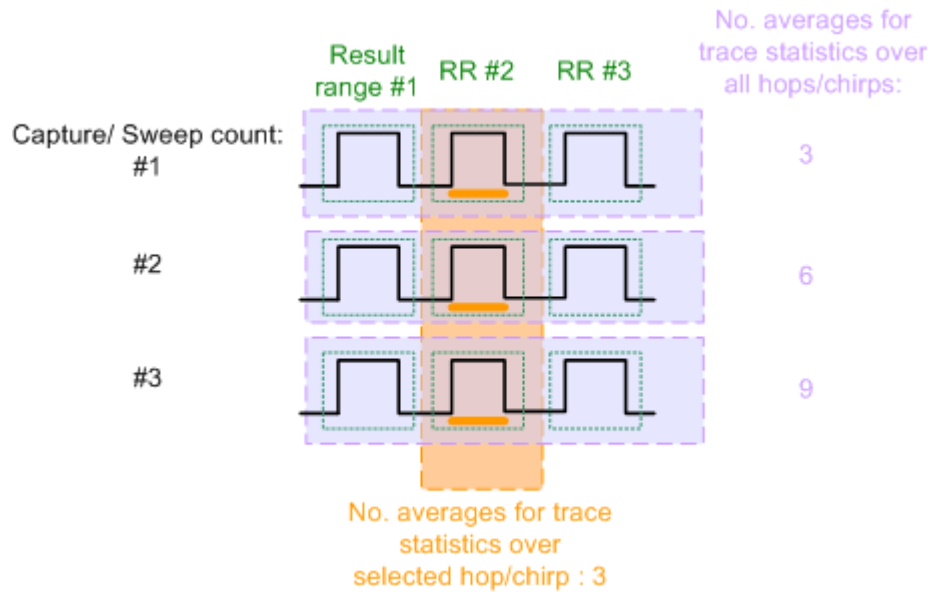 No. averages for
trace statistics over
all hops/chirps:
Result
range #1
RR #2
RR #3
Capture/ Sweep count:
#1
3
#2
6
#3
9
No. averages for trace
statistics over
selected hop/chirp : 3